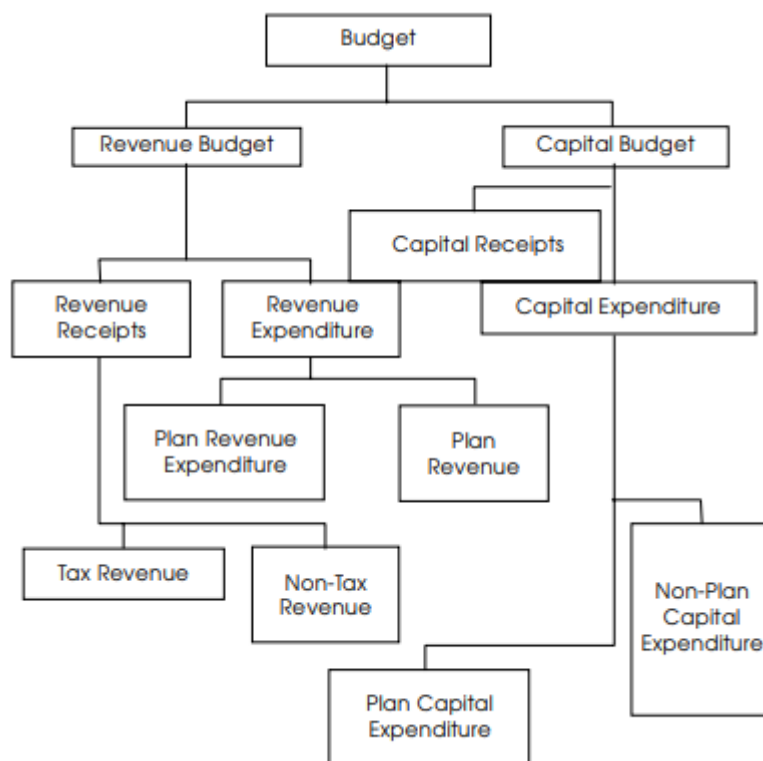 Budget
Revenue Budget
Capital Budget
Capital Receipts
Revenue
Receipts
Revenue
Expenditure
Capital Expenditure
Plan Revenue
Expenditure
Plan
Revenue
Tax Revenue
Non-Tax
Revenue
Non-Plan
Capital
Expenditure
Plan Capital
Expenditure